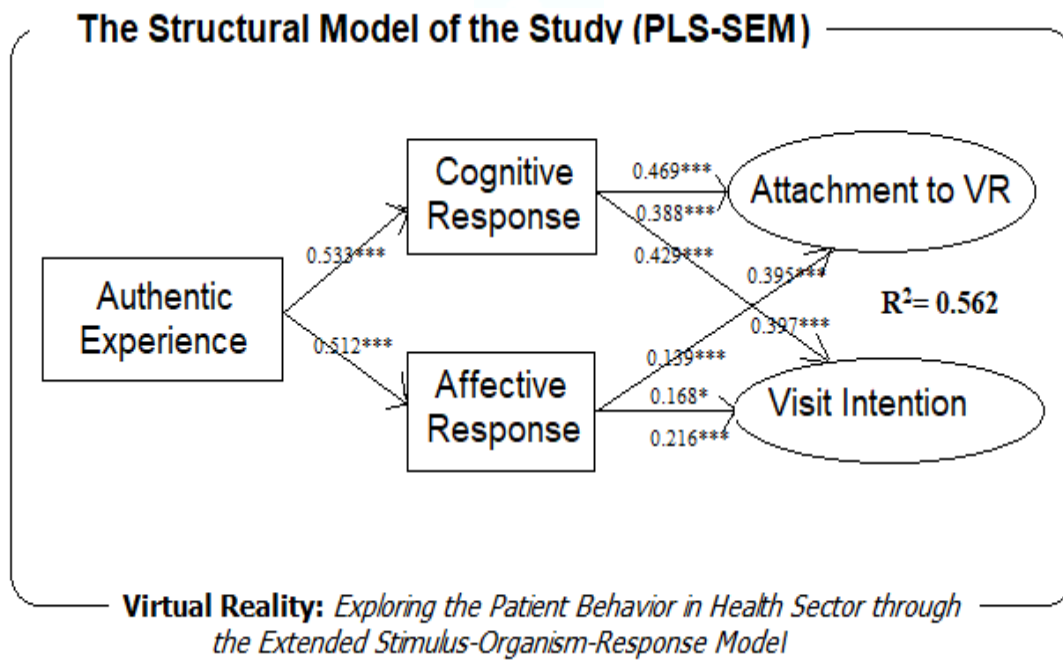 The Structural Model of the Study (PLS-SEM)
Cognitive
Response
0.469***
0.388***
Attachment to VR
0.533***
0.429***
0.395***
Authentic
Experience
R²= 0.562
0.512***
0.397***
0.139***
Affective
Response
0.168*
0.216***
Visit Intention
Virtual Reality: Exploring the Patient Behavior in Health Sector through
the Extended Stimulus-Organism-Response Model